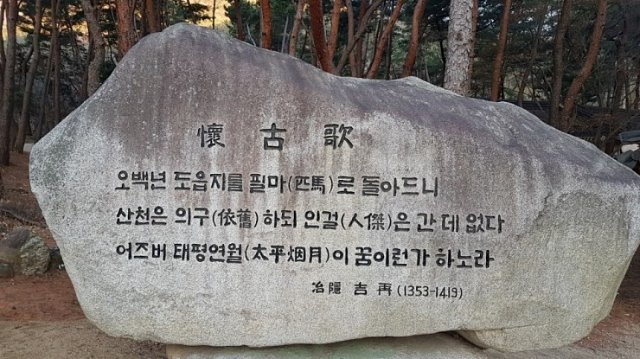 懷古歌
오백년 도읍지를 필마(匹馬)로 돌아드니
산천은 의구(依舊)하되 인걸(人傑)은 간 데 없다
어즈버 태평연월(太平烟月)이 꿈이런가 하노라
冶隱 吉再 (1353-1419)